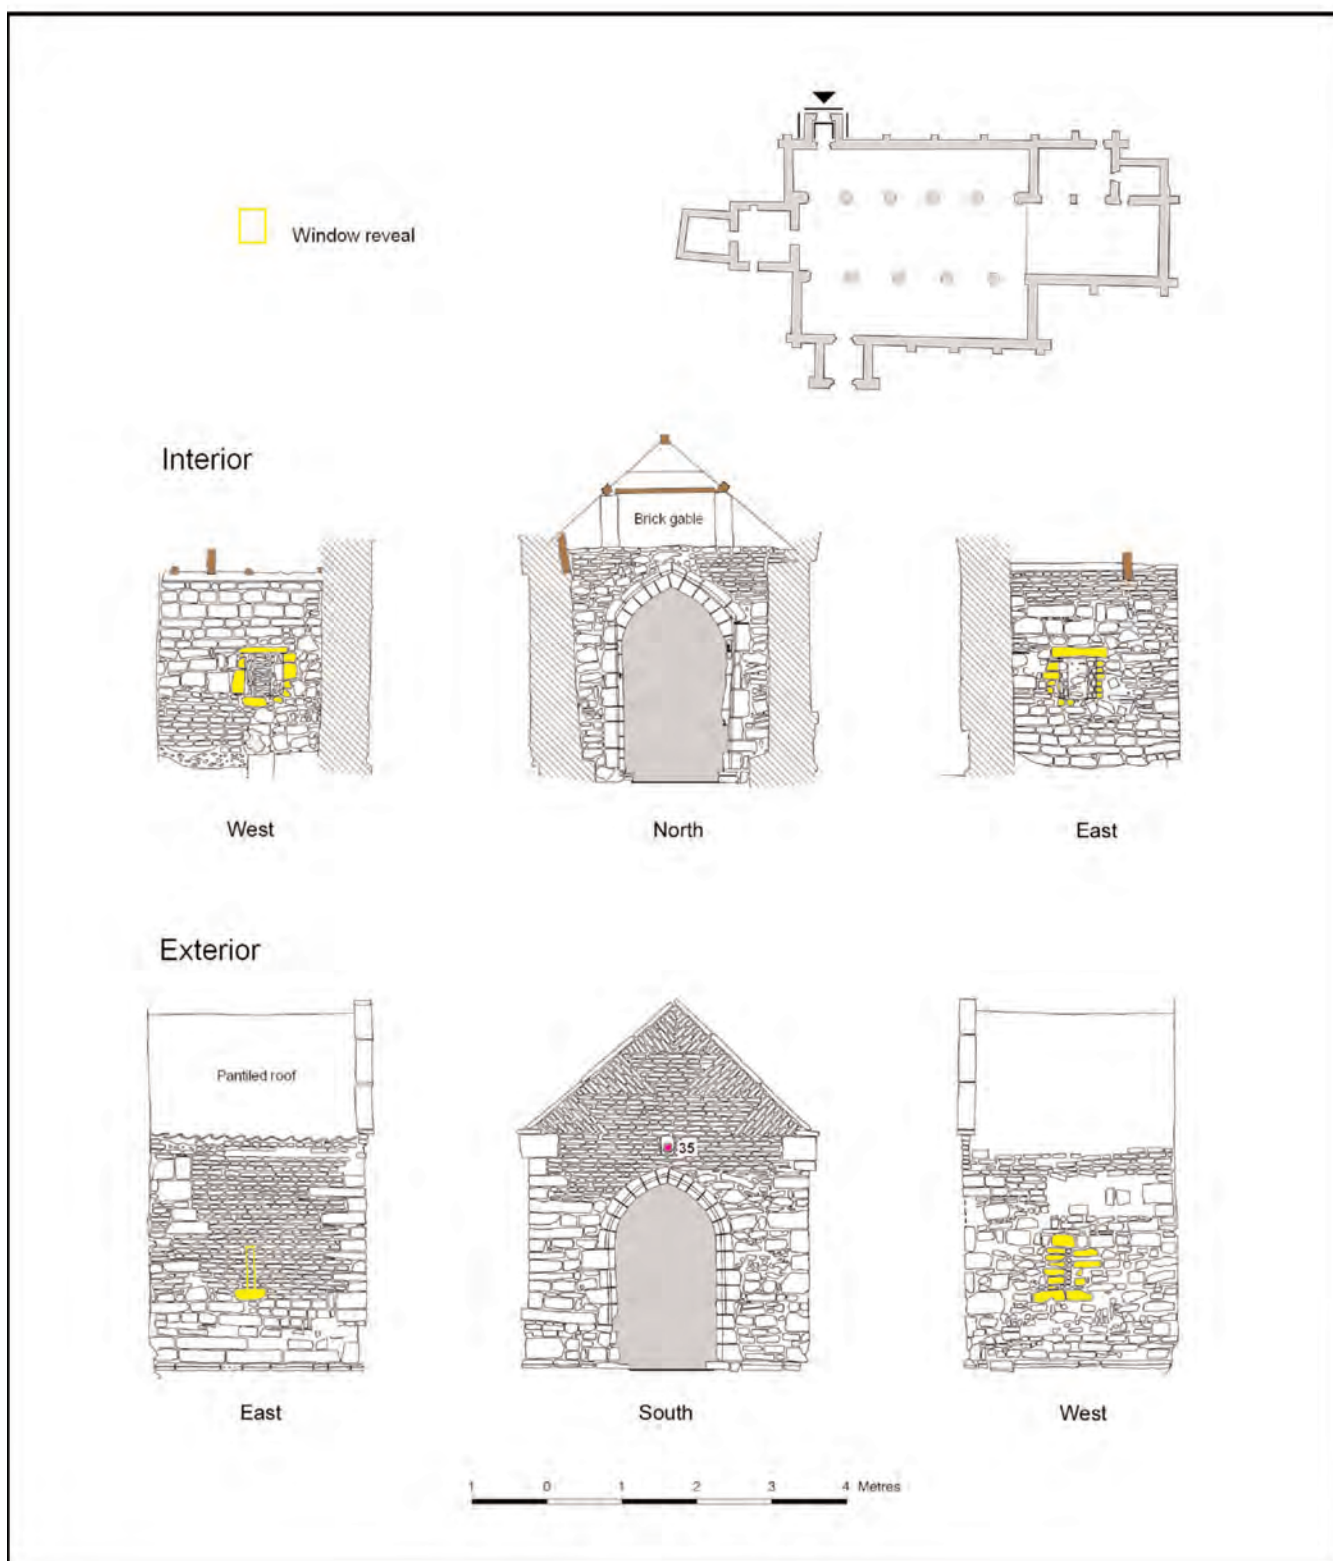 Window reveal
Interior
Brick gable
West
North
East
Exterior
Pantiled roof
35
East
South
West
1 0 1 2 3 4 Metres